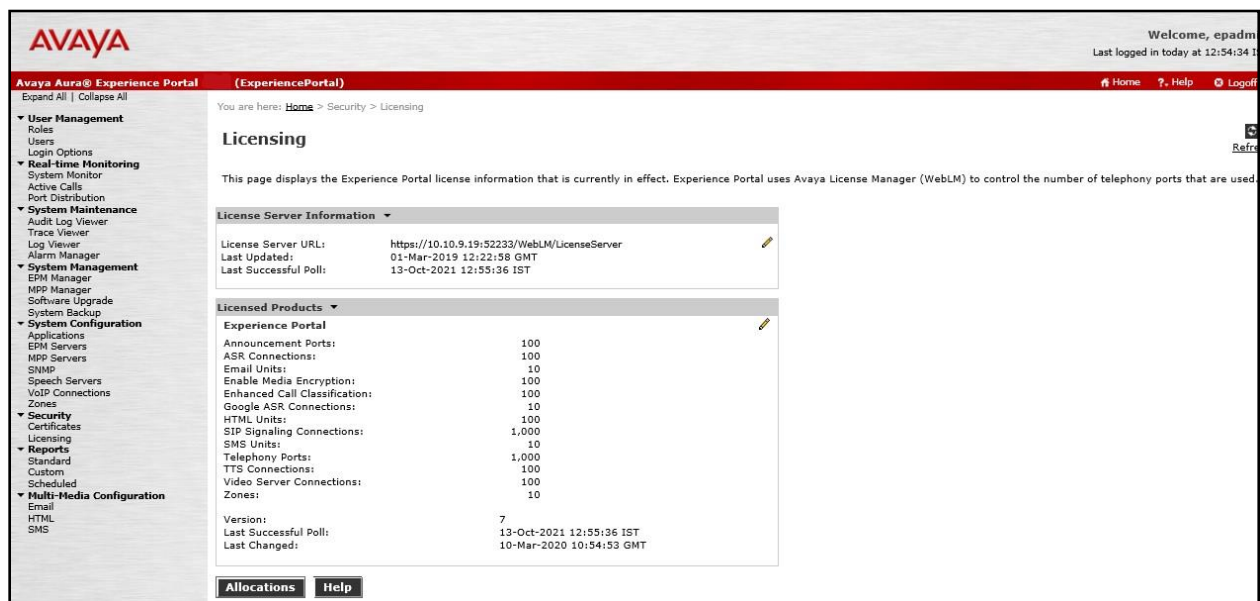 AVAYA
Welcome, epadm
Last logged in today at 12:54:34
Avaya Aura® Experience Portal (ExperiencePortal)
Home ?. Help Logoff
Expand All | Collapse All
▼ User Management
Roles
Users
Login Options
▼ Real-time Monitoring
System Monitor
Active Calls
Port Distribution
▼ System Maintenance
Audit Log Viewer
Trace Viewer
Log Viewer
Alarm Manager
▼ System Management
EPM Manager
MPP Manager
Software Upgrade
System Backup
▼ System Configuration
Applications
EPM Servers
MPP Servers
SNMP
Speech Servers
VoIP Connections
Zones
▼ Security
Certificates
Licensing
▼ Reports
Standard
Custom
Scheduled
▼ Multi-Media Configuration
Email
HTML
SMS
You are here: Home > Security > Licensing
Licensing
Refre
This page displays the Experience Portal license information that is currently in effect. Experience Portal uses Avaya License Manager (WebLM) to control the number of telephony ports that are used.
License Server Information ▼
License Server URL: https://10.10.9.19:52233/WebLM/LicenseServer
Last Updated: 01-Mar-2019 12:22:58 GMT
Last Successful Poll: 13-Oct-2021 12:55:36 IST
Licensed Products ▼
Experience Portal
Announcement Ports: 100
ASR Connections: 100
Email Units: 10
Enable Media Encryption: 100
Enhanced Call Classification: 100
Google ASR Connections: 10
HTML Units: 100
SIP Signaling Connections: 1,000
SMS Units: 10
Telephony Ports: 1,000
TTS Connections: 100
Video Server Connections: 100
Zones: 10
Version: 7
Last Successful Poll: 13-Oct-2021 12:55:36 IST
Last Changed: 10-Mar-2020 10:54:53 GMT
Allocations Help